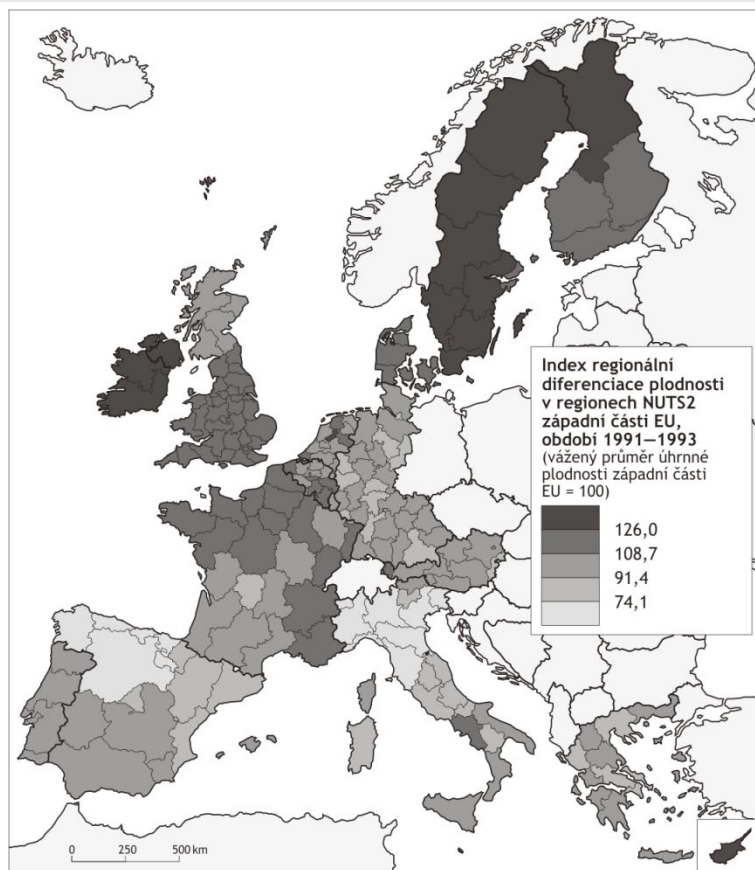 Index regionální
diferenciace plodnosti
v regionech NUTS2
západní části EU,
období 1991—1993
(vážený průměr úhrnné
plodnosti západní části
EU = 100)
126,0
108,7
91,4
74,1
0 250 500 km